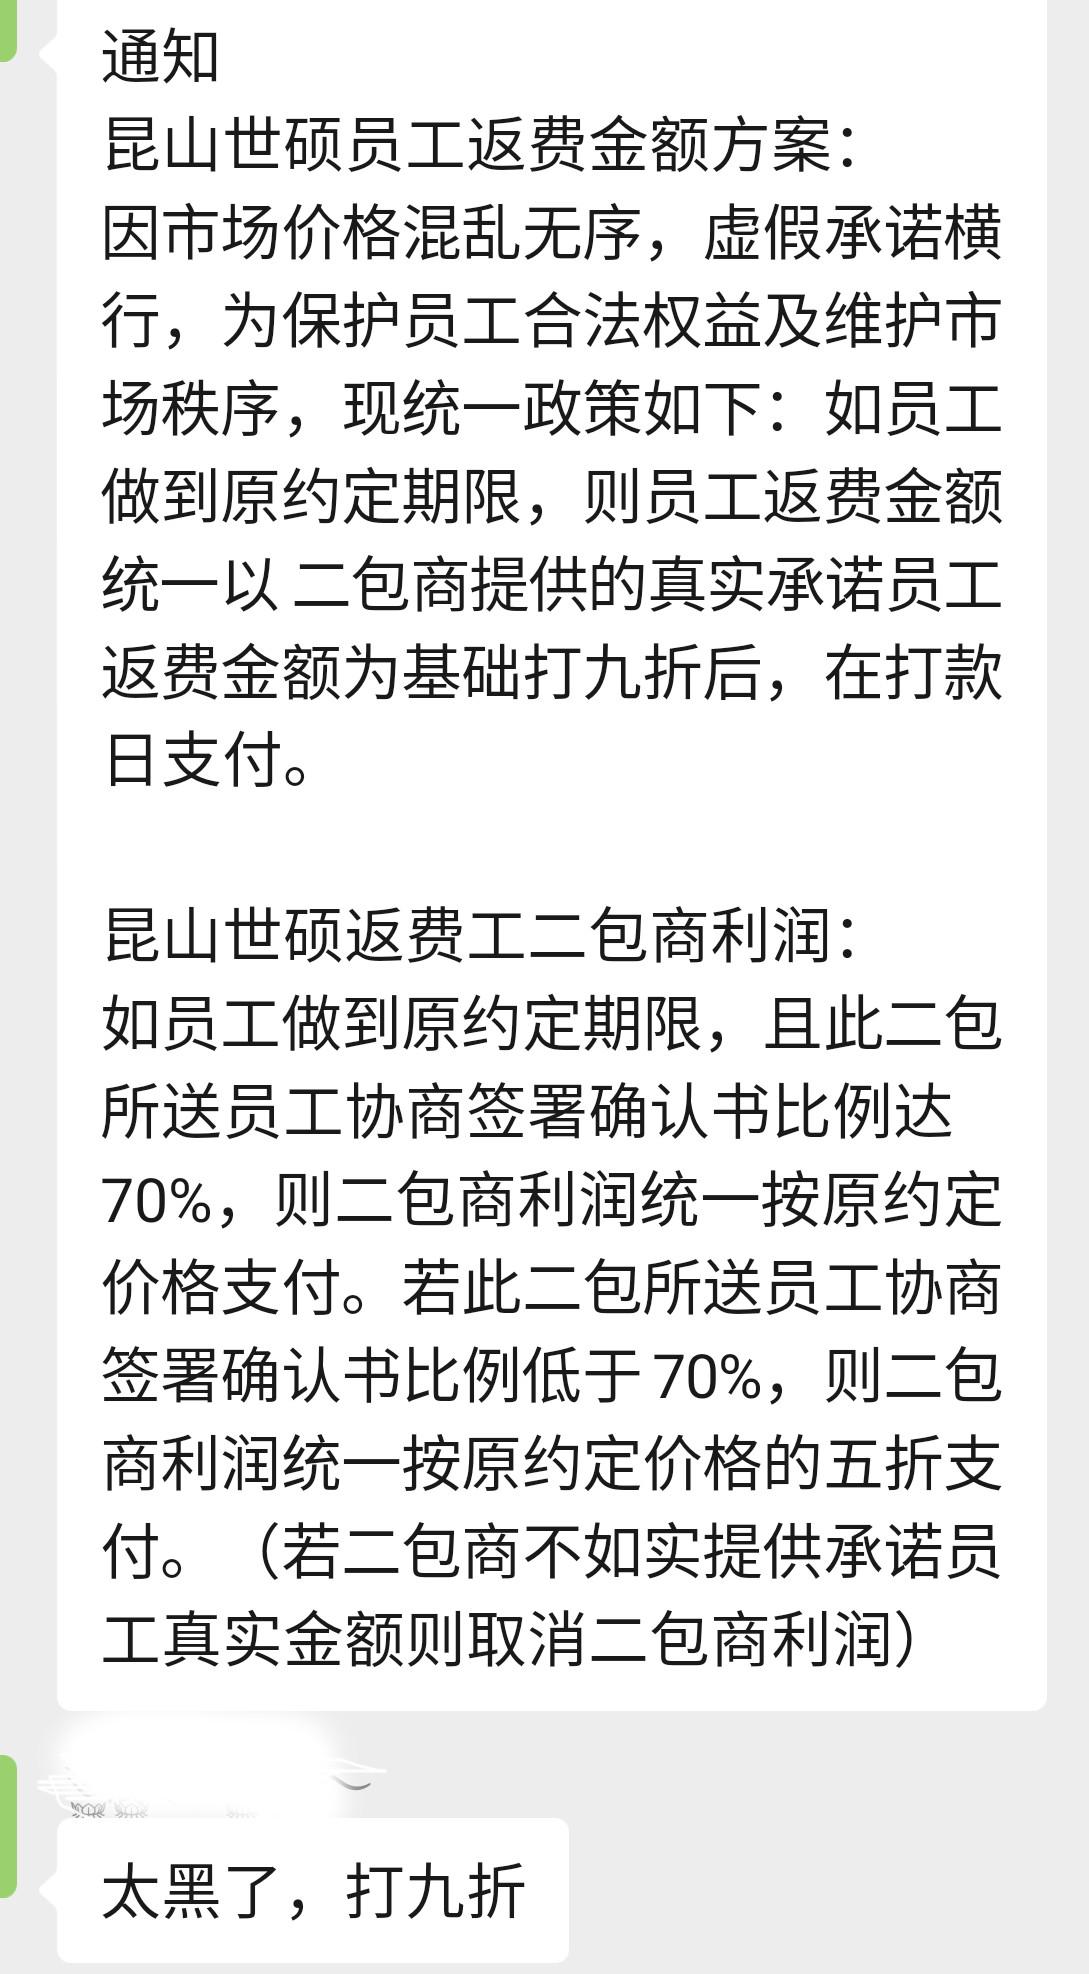 通知
昆山世硕员工返费金额方案：
因市场价格混乱无序，虚假承诺横
行，为保护员工合法权益及维护市
场秩序，现统一政策如下：如员工
做到原约定期限，则员工返费金额
统一以 二包商提供的真实承诺员工
返费金额为基础打九折后，在打款
日支付。
昆山世硕返费工二包商利润：
如员工做到原约定期限，且此二包
所送员工协商签署确认书比例达
70%，则二包商利润统一按原约定
价格支付。若此二包所送员工协商
签署确认书比例低于70%，则二包
商利润统一按原约定价格的五折支
付。（若二包商不如实提供承诺员
工真实金额则取消二包商利润）
太黑了，打九折